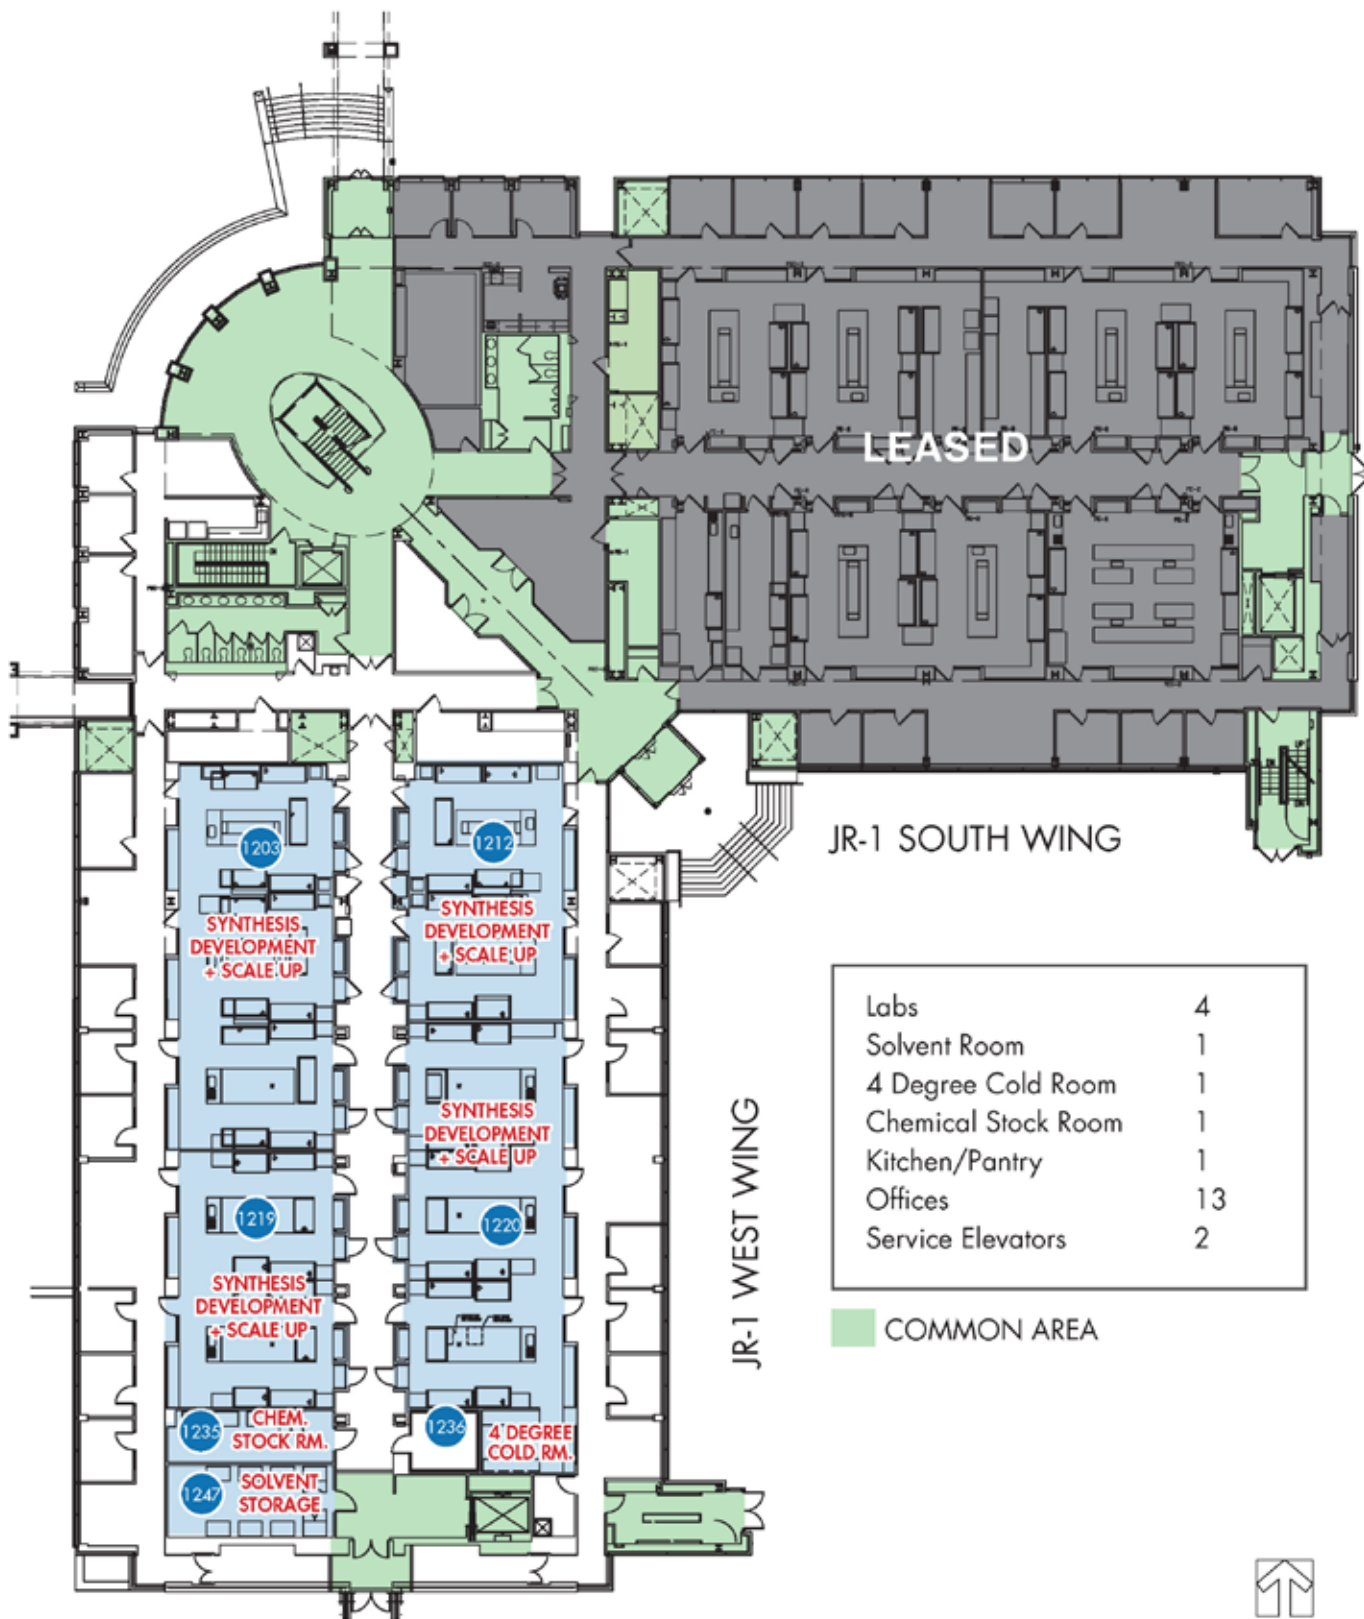 LEASED
JR-1 SOUTH WING
1203
1212
SYNTHESIS
DEVELOPMENT
+ SCALE UP
SYNTHESIS
DEVELOPMENT
+ SCALE UP
Labs 4
Solvent Room 1
4 Degree Cold Room 1
Chemical Stock Room 1
Kitchen/Pantry 1
Offices 13
Service Elevators 2
COMMON AREA
JR-1 WEST WING
SYNTHESIS
DEVELOPMENT
+ SCALE UP
1219
1220
SYNTHESIS
DEVELOPMENT
+ SCALE UP
1235
CHEM.
STOCK RM.
1236
4 DEGREE
COLD RM.
1247
SOLVENT
STORAGE